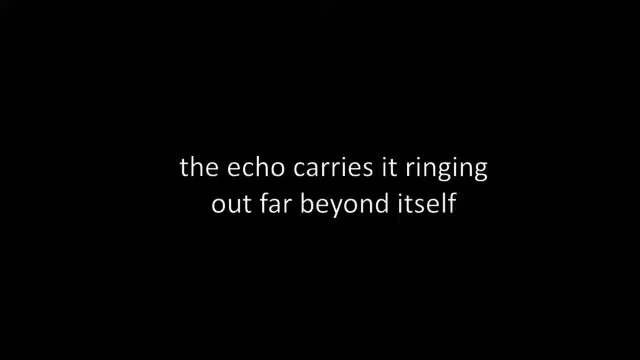 the echo carries it ringing
out far beyond itself